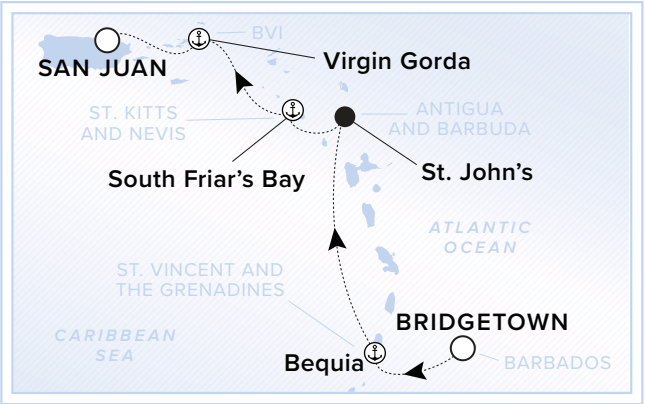 BVI
Virgin Gorda
SAN JUAN
ST. KITTS
AND NEVIS
ANTIGUA
AND BARBUDA
South Friar's Bay
St. John's
ATLANTIC
OCEAN
ST. VINCENT AND
THE GRENADINES
BRIDGETOWN
CARIBBEAN
SEA
Bequia
BARBADOS